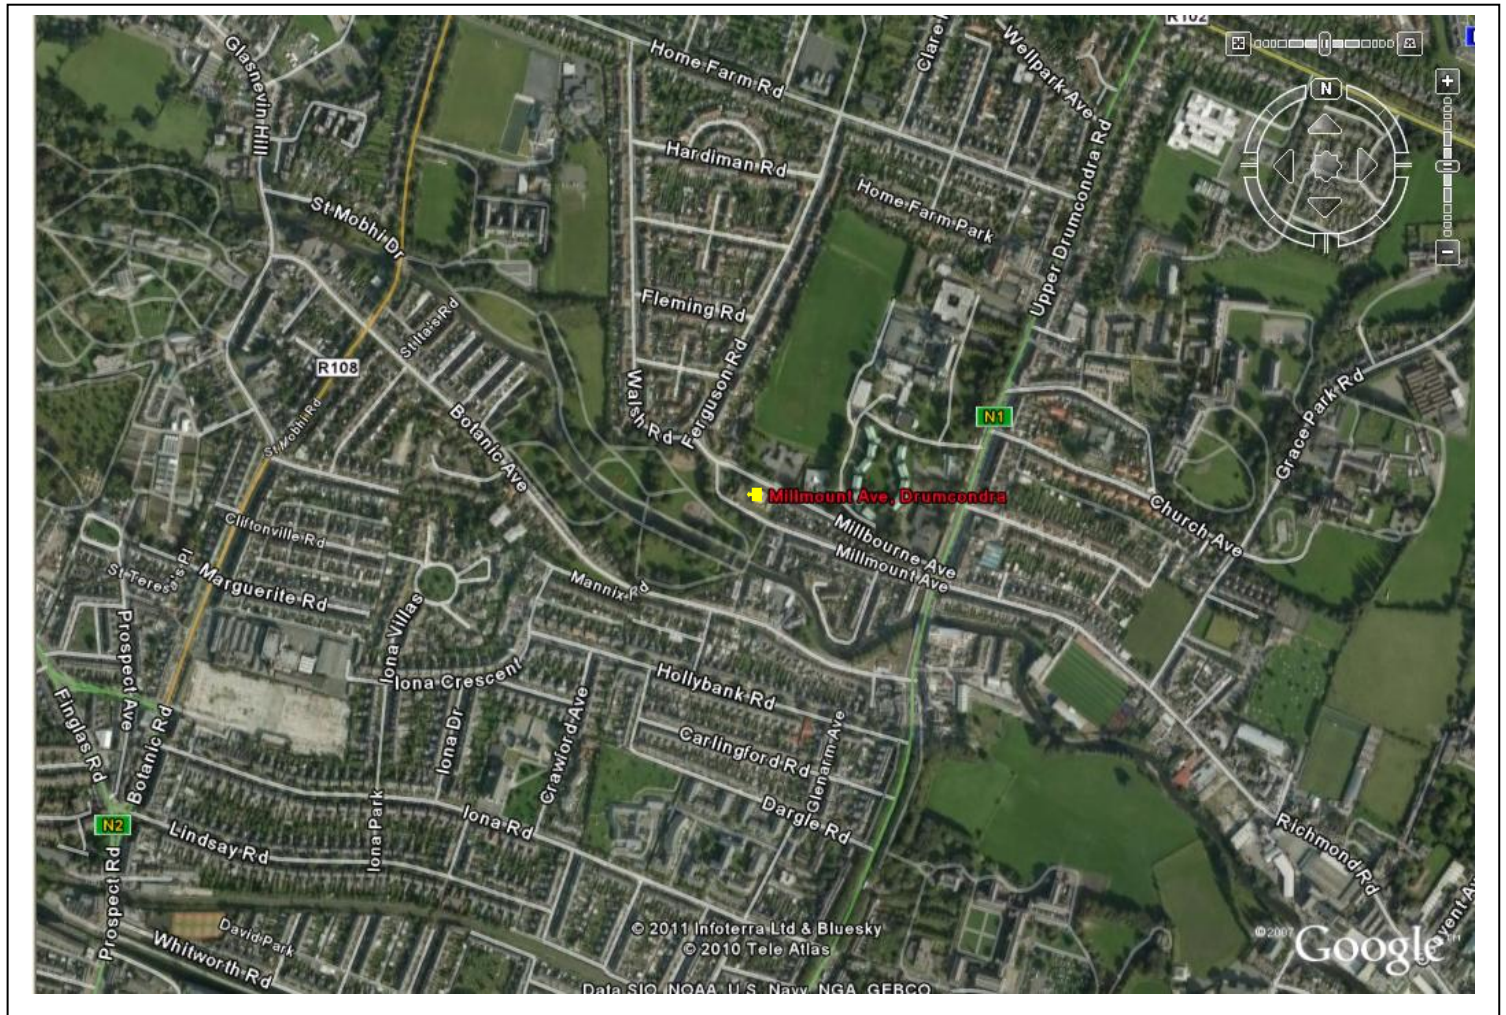 R102
Glasnevin Hill
Home Farm Rd
Wellpark Ave
N
Hardiman Rd
Upper Drumcondra Rd
St Mobhi Dr
Home Farm Park
Fleming Rd
St Ita's Rd
R108
Walsh Rd
Ferguson Rd
Grace Park Rd
N1
St Mobhi Rd
Botanic Ave
Millmount Ave, Drumcondra
Church Ave
Cliftonville Rd
Millbourne Ave
Millmount Ave
St Teresa's Pl
Marguerite Rd
Mannix Rd
Prospect Ave
Iona Villas
Iona Crescent
Hollybank Rd
Finglas Rd
Botanic Rd
Iona Dr
Crawford Ave
Carlingford Rd
Glenarm Ave
Dargle Rd
N2
Iona Rd
Lindsay Rd
Iona Park
Richmond Rd
Prospect Rd
David Park
Whitworth Rd
© 2011 Infoterra Ltd & Bluesky
© 2010 Tele Atlas
©2007 Google™
Data SIO, NOAA, U.S. Navy, NGA, GEBCO